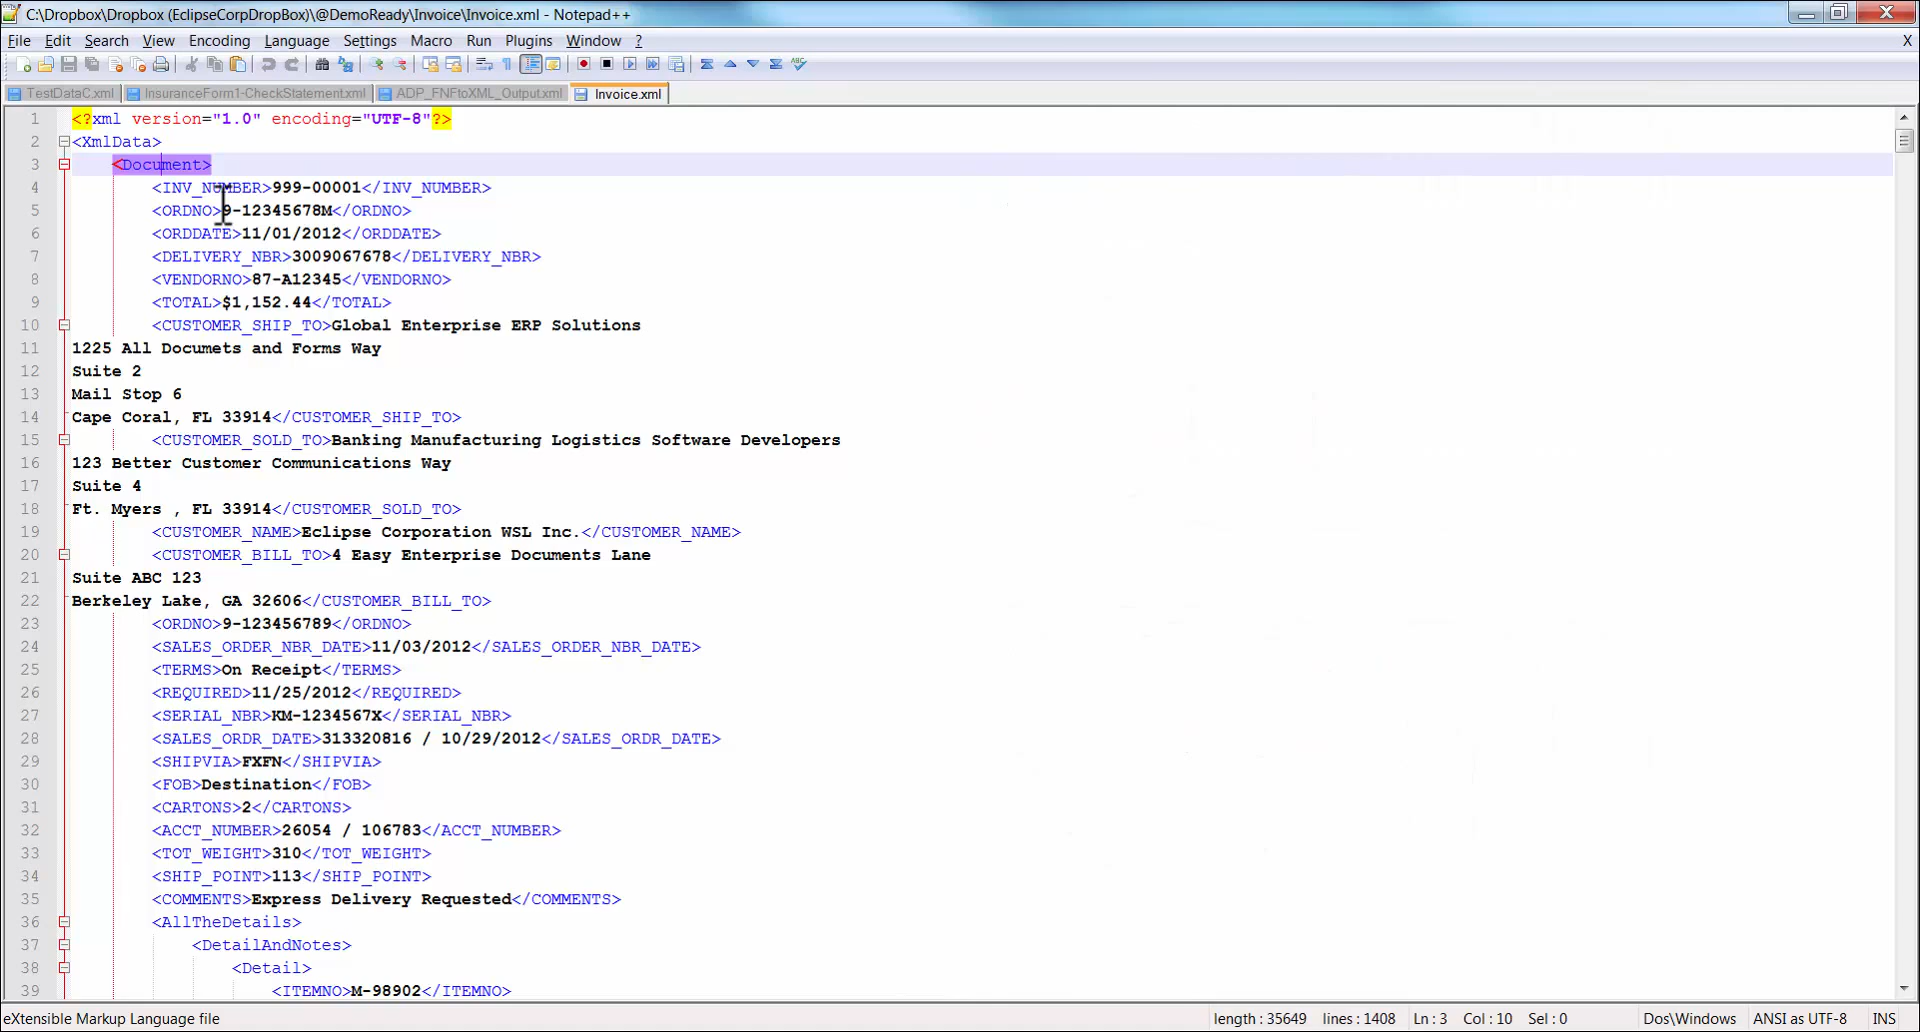 C:\Dropbox\Dropbox (EclipseCorpDropBox)\@DemoReady\Invoice\Invoice.xml - Notepad++
File Edit Search View Encoding Language Settings Macro Run Plugins Window ? X
TestDataC.xml InsuranceForm1-CheckStatement.xml ADP_FNFtoXML_Output.xml Invoice.xml
1 <?xml version="1.0" encoding="UTF-8"?>
2 <XmlData>
3 <Document>
4 <INV_NUMBER>999-00001</INV_NUMBER>
5 <ORDNO>9-12345678M</ORDNO>
6 <ORDDATE>11/01/2012</ORDDATE>
7 <DELIVERY_NBR>3009067678</DELIVERY_NBR>
8 <VENDORNO>87-A12345</VENDORNO>
9 <TOTAL>$1,152.44</TOTAL>
10 <CUSTOMER_SHIP_TO>Global Enterprise ERP Solutions
11 1225 All Documets and Forms Way
12 Suite 2
13 Mail Stop 6
14 Cape Coral, FL 33914</CUSTOMER_SHIP_TO>
15 <CUSTOMER_SOLD_TO>Banking Manufacturing Logistics Software Developers
16 123 Better Customer Communications Way
17 Suite 4
18 Ft. Myers , FL 33914</CUSTOMER_SOLD_TO>
19 <CUSTOMER_NAME>Eclipse Corporation WSL Inc.</CUSTOMER_NAME>
20 <CUSTOMER_BILL_TO>4 Easy Enterprise Documents Lane
21 Suite ABC 123
22 Berkeley Lake, GA 32606</CUSTOMER_BILL_TO>
23 <ORDNO>9-123456789</ORDNO>
24 <SALES_ORDER_NBR_DATE>11/03/2012</SALES_ORDER_NBR_DATE>
25 <TERMS>On Receipt</TERMS>
26 <REQUIRED>11/25/2012</REQUIRED>
27 <SERIAL_NBR>KM-1234567X</SERIAL_NBR>
28 <SALES_ORDR_DATE>313320816 / 10/29/2012</SALES_ORDR_DATE>
29 <SHIPVIA>FXFN</SHIPVIA>
30 <FOB>Destination</FOB>
31 <CARTONS>2</CARTONS>
32 <ACCT_NUMBER>26054 / 106783</ACCT_NUMBER>
33 <TOT_WEIGHT>310</TOT_WEIGHT>
34 <SHIP_POINT>113</SHIP_POINT>
35 <COMMENTS>Express Delivery Requested</COMMENTS>
36 <AllTheDetails>
37 <DetailAndNotes>
38 <Detail>
39 <ITEMNO>M-98902</ITEMNO>
eXtensible Markup Language file length : 35649 lines : 1408 Ln : 3 Col : 10 Sel : 0 Dos\Windows ANSI as UTF-8 INS